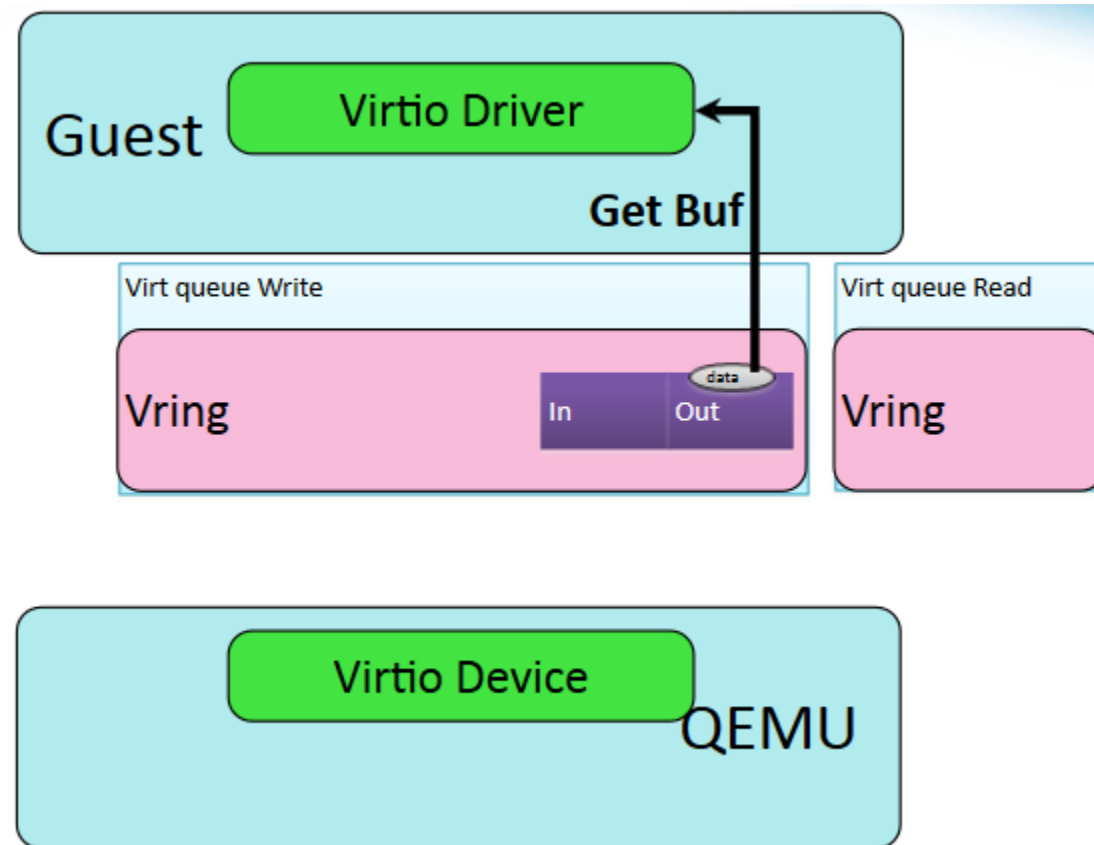 Virtio Driver
Guest
Get Buf
Virt queue Write
Virt queue Read
data
Vring
In
Out
Vring
Virtio Device
QEMU